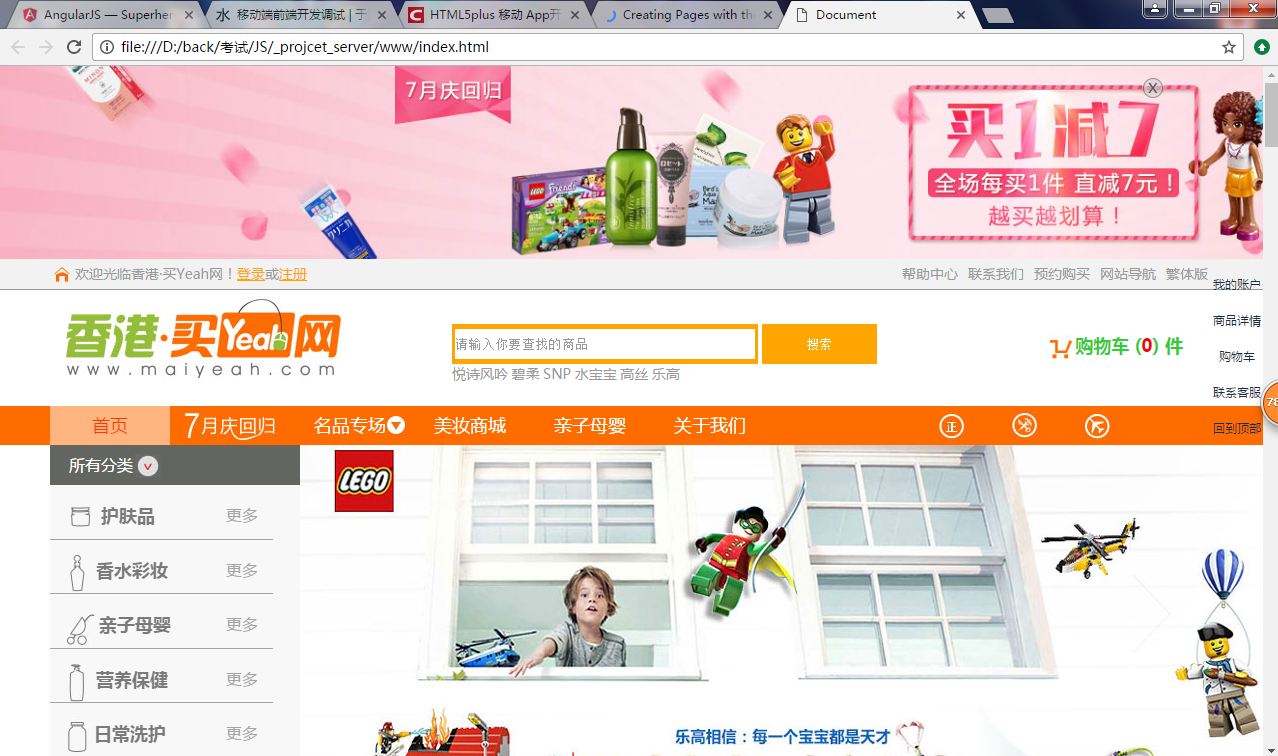 AngularJS — Superher
移动端前端开发调试 | 于
HTML5plus 移动 App开
Creating Pages with the
Document
file:///D:/back/考试/JS/_projcet_server/www/index.html
7月庆回归
X
买1减7
全场每买1件 直减7元！
越买越划算！
LEGO Friends
欢迎光临香港·买Yeah网！登录或注册
帮助中心 联系我们 预约购买 网站导航 繁体版
我的账户
商品详情
购物车
联系客服
回到顶部
78
香港·买Yeah网
www.maiyeah.com
请输入你要查找的商品
搜索
悦诗风吟 碧柔 SNP 水宝宝 高丝 乐高
购物车 (0) 件
首页 7月庆回归 名品专场 美妆商城 亲子母婴 关于我们 正
所有分类
护肤品 更多
香水彩妆 更多
亲子母婴 更多
营养保健 更多
日常洗护 更多
LEGO
乐高相信：每一个宝宝都是天才